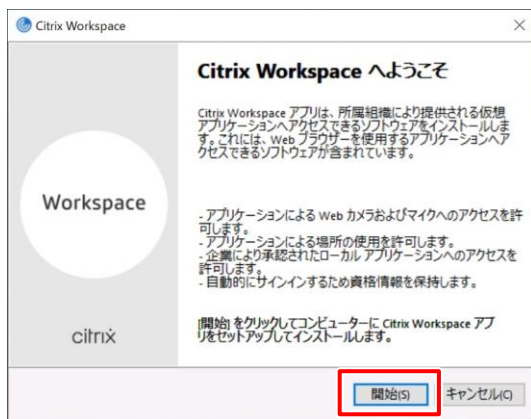 Citrix Workspace
Citrix Workspace へようこそ
Citrix Workspace アプリは、所属組織により提供される仮想
アプリケーションへアクセスできるソフトウェアをインストールしま
す。これには、Web ブラウザーを使用するアプリケーションへア
クセスできるソフトウェアが含まれています。
Workspace
- アプリケーションによる Web カメラおよびマイクへのアクセスを許
可します。
- アプリケーションによる場所の使用を許可します。
- 企業により承認されたローカル アプリケーションへのアクセスを
許可します。
- 自動的にサインインするため資格情報を保持します。
[開始] をクリックしてコンピューターに Citrix Workspace アプ
リをセットアップしてインストールします。
citrix
開始(S)
キャンセル(C)